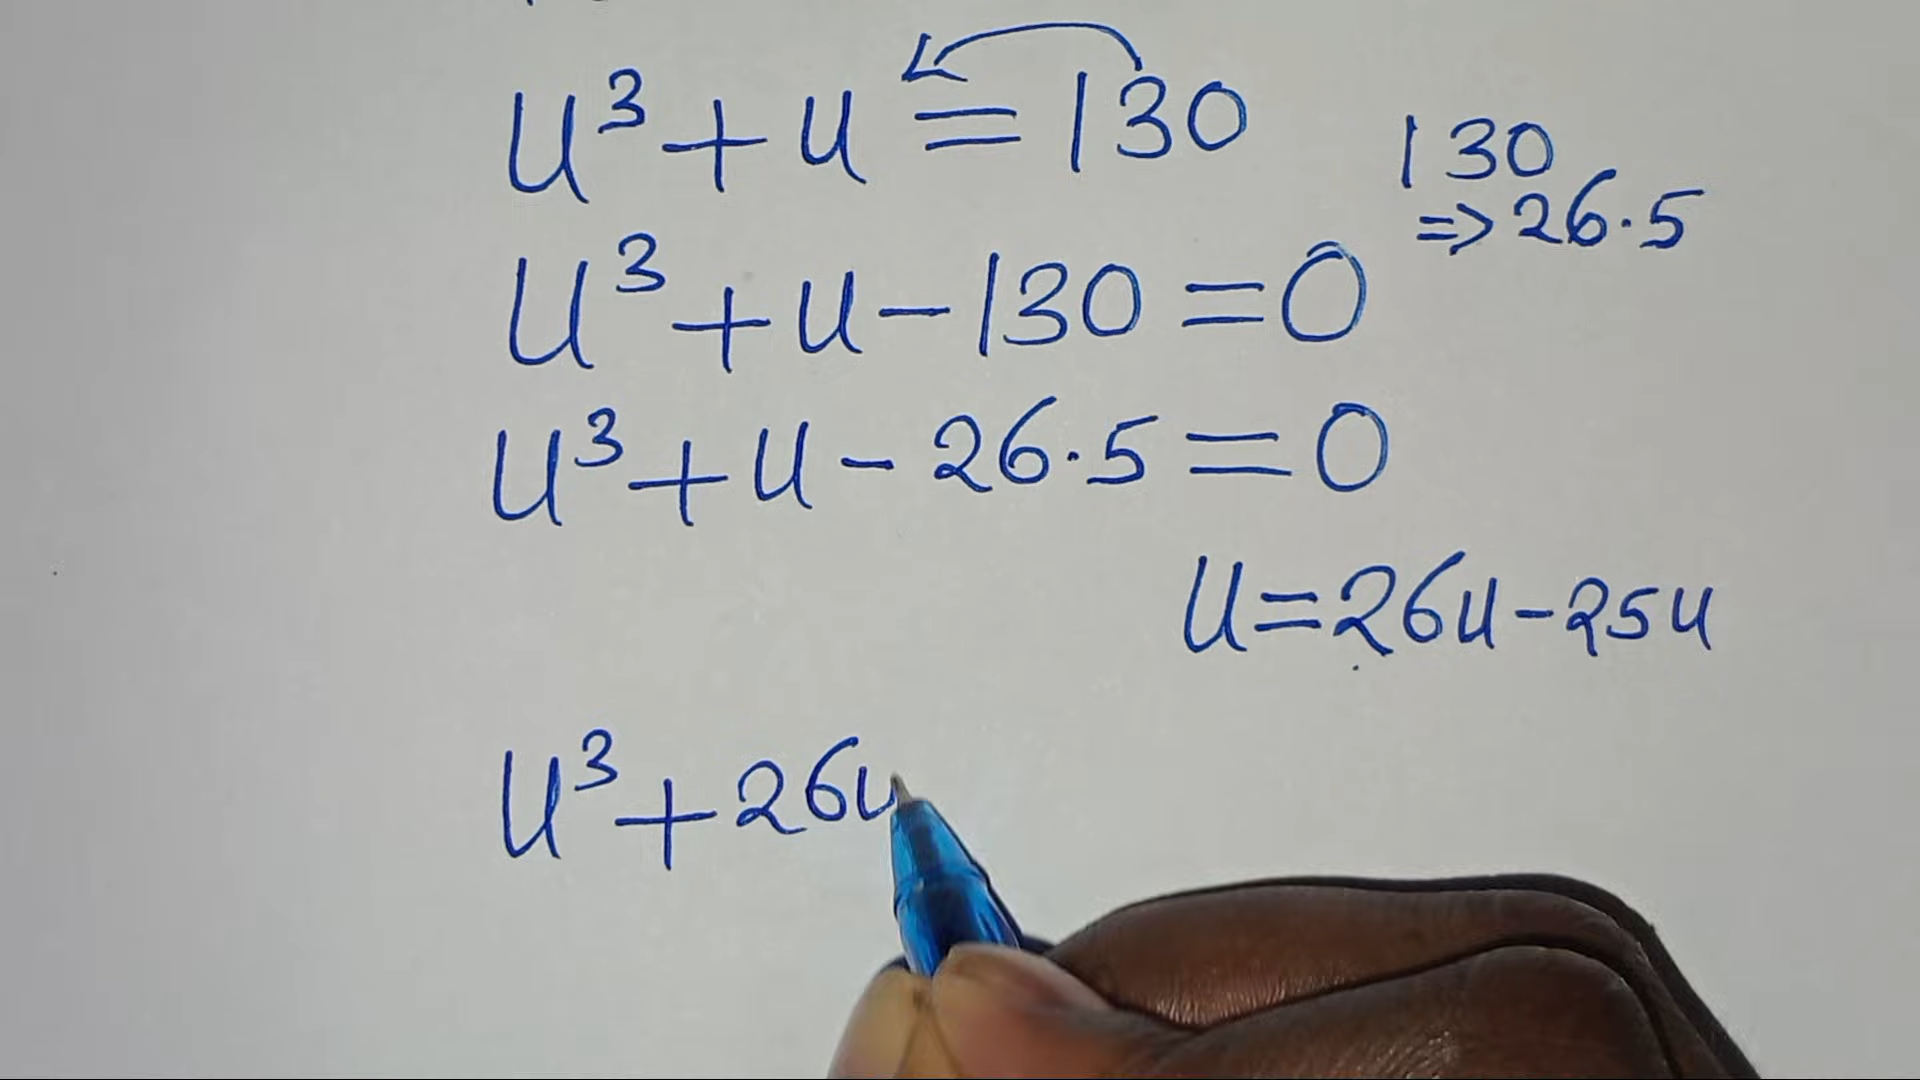 U³ + U = 130
130
⇒ 26·5
U³ + U - 130 = 0
U³ + U - 26·5 = 0
U = 26U - 25U
U³ + 26U